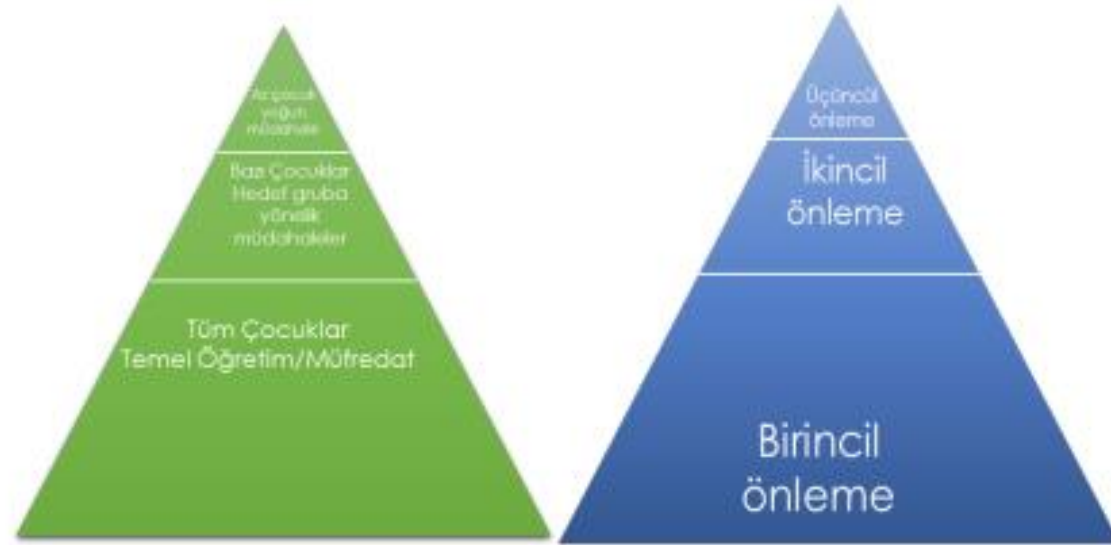 Az çocuk
yoğun
müdahale
Bazı Çocuklar
Hedef gruba
yönelik
müdahaleler
Tüm Çocuklar
Temel Öğretim/Müfredat
Üçüncül
önleme
İkincil
önleme
Birincil
önleme